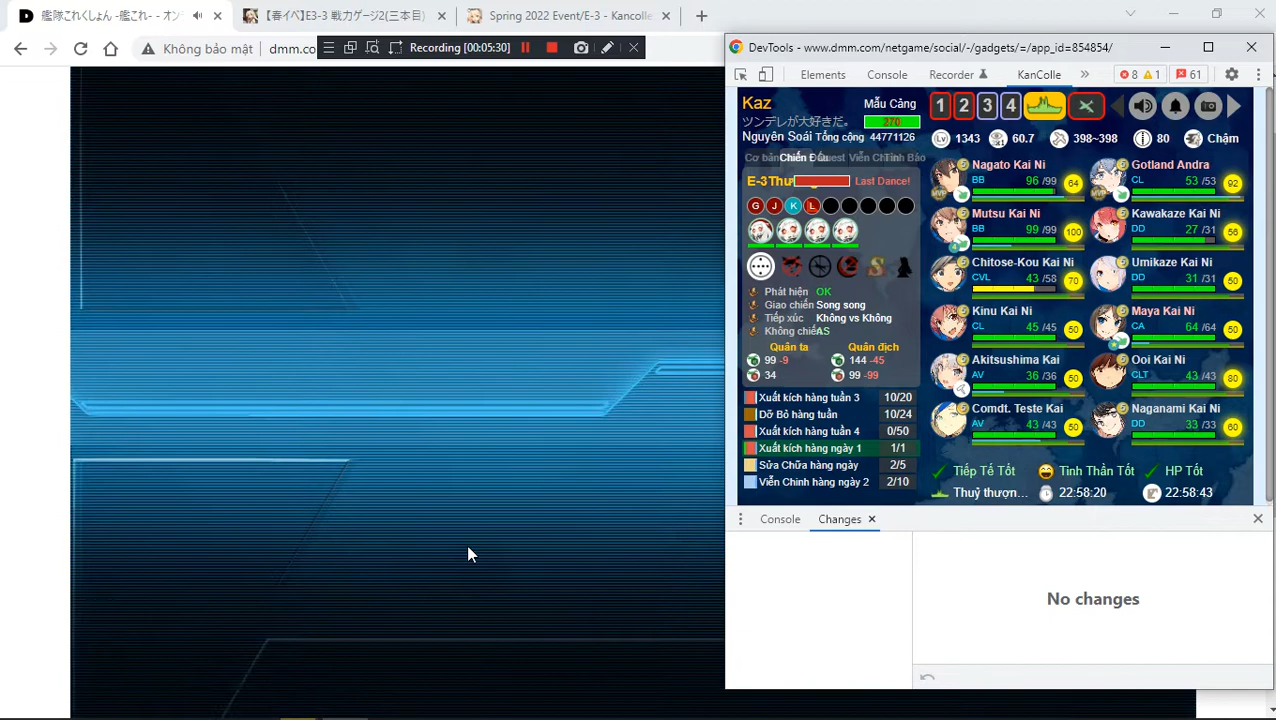 艦隊これくしょん -艦これ- - オン
【春イベ】E3-3 戦力ゲージ2(三本目)
Spring 2022 Event/E-3 - Kancolle
Không bảo mật
dmm.co
Recording [00:05:30]
DevTools - www.dmm.com/netgame/social/-/gadgets/=/app_id=854854/
Elements Console Recorder KanColle 8 1 61
Kaz
Mẫu Cảng
ツンデレが大好きだ。
270
Nguyên Soái Tổng cộng 44771126
1 2 3 4
Lv 1343 x1 60.7 398~398 80 Chậm
Cơ bản Chiến Đấu Quest Viễn Chinh Tình Báo
E-3 Thư
Last Dance!
G J K L
Phát hiện OK
Giao chiến Song song
Tiếp xúc Không vs Không
Không chiến AS
Quân ta Quân địch
99 -9 144 -45
34 99 -99
Xuất kích hàng tuần 3 10/20
Dỡ Bỏ hàng tuần 10/24
Xuất kích hàng tuần 4 0/50
Xuất kích hàng ngày 1 1/1
Sửa Chữa hàng ngày 2/5
Viễn Chinh hàng ngày 2 2/10
Nagato Kai Ni
BB 96 /99 64
MVP
Mutsu Kai Ni
BB 99 /99 100
Chitose-Kou Kai Ni
CVL 43 /58 70
Kinu Kai Ni
CL 45 /45 50
Akitsushima Kai
AV 36 /36 50
Comdt. Teste Kai
AV 43 /43 50
Gotland Andra
CL 53 /53 92
MVP
Kawakaze Kai Ni
DD 27 /31 56
Umikaze Kai Ni
DD 31 /31 50
Maya Kai Ni
CA 64 /64 50
Ooi Kai Ni
CLT 43 /43 80
Naganami Kai Ni
DD 33 /33 60
Tiếp Tế Tốt Tinh Thần Tốt HP Tốt
Thuỷ thượn... 22:58:20 22:58:43
Console Changes
No changes